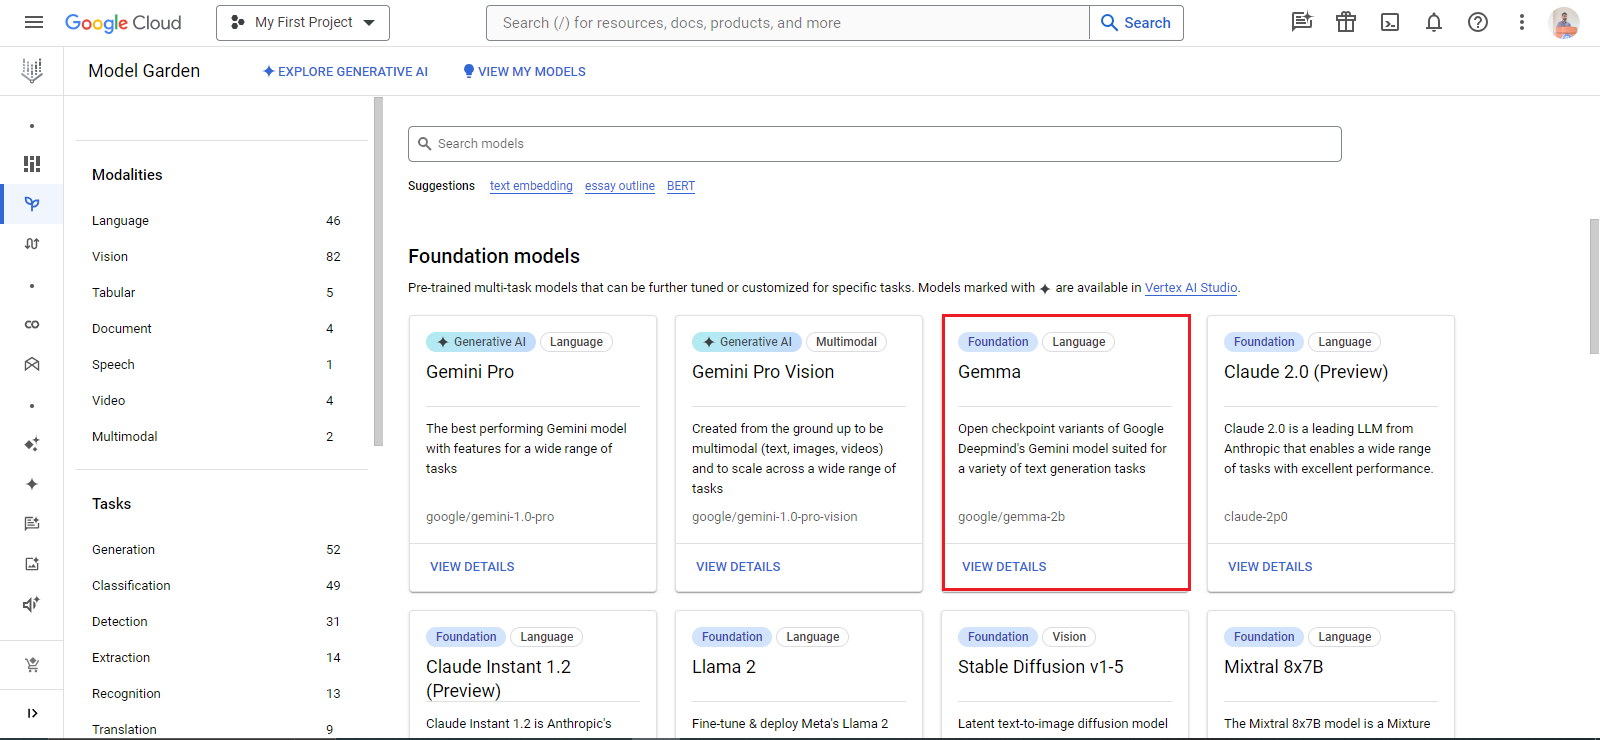 Google Cloud
My First Project
Search (/) for resources, docs, products, and more
Search
Model Garden
EXPLORE GENERATIVE AI
VIEW MY MODELS
Modalities
Language 46
Vision 82
Tabular 5
Document 4
Speech 1
Video 4
Multimodal 2
Tasks
Generation 52
Classification 49
Detection 31
Extraction 14
Recognition 13
Translation 9
Search models
Suggestions text embedding essay outline BERT
Foundation models
Pre-trained multi-task models that can be further tuned or customized for specific tasks. Models marked with are available in Vertex AI Studio.
Generative AI Language
Gemini Pro
The best performing Gemini model
with features for a wide range of
tasks
google/gemini-1.0-pro
VIEW DETAILS
Generative AI Multimodal
Gemini Pro Vision
Created from the ground up to be
multimodal (text, images, videos)
and to scale across a wide range of
tasks
google/gemini-1.0-pro-vision
VIEW DETAILS
Foundation Language
Gemma
Open checkpoint variants of Google
Deepmind's Gemini model suited for
a variety of text generation tasks
google/gemma-2b
VIEW DETAILS
Foundation Language
Claude 2.0 (Preview)
Claude 2.0 is a leading LLM from
Anthropic that enables a wide range
of tasks with excellent performance.
claude-2p0
VIEW DETAILS
Foundation Language
Claude Instant 1.2
(Preview)
Claude Instant 1.2 is Anthropic's
Foundation Language
Llama 2
Fine-tune & deploy Meta's Llama 2
Foundation Vision
Stable Diffusion v1-5
Latent text-to-image diffusion model
Foundation Language
Mixtral 8x7B
The Mixtral 8x7B model is a Mixture